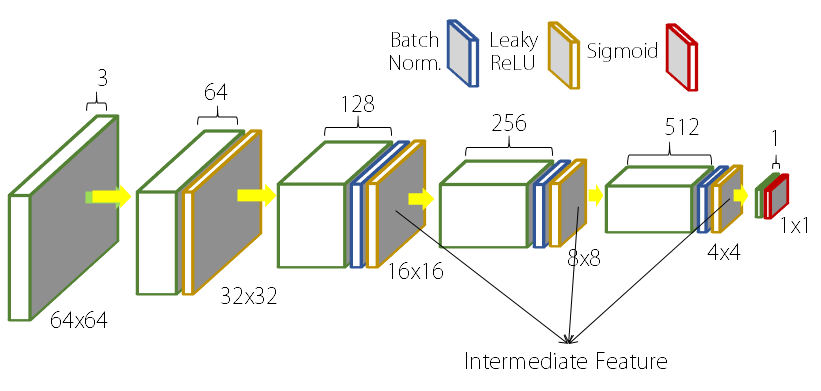 Batch
Norm.
Leaky
ReLU
Sigmoid
3
64
128
256
512
1
64x64
32x32
16x16
8x8
4x4
1x1
Intermediate Feature